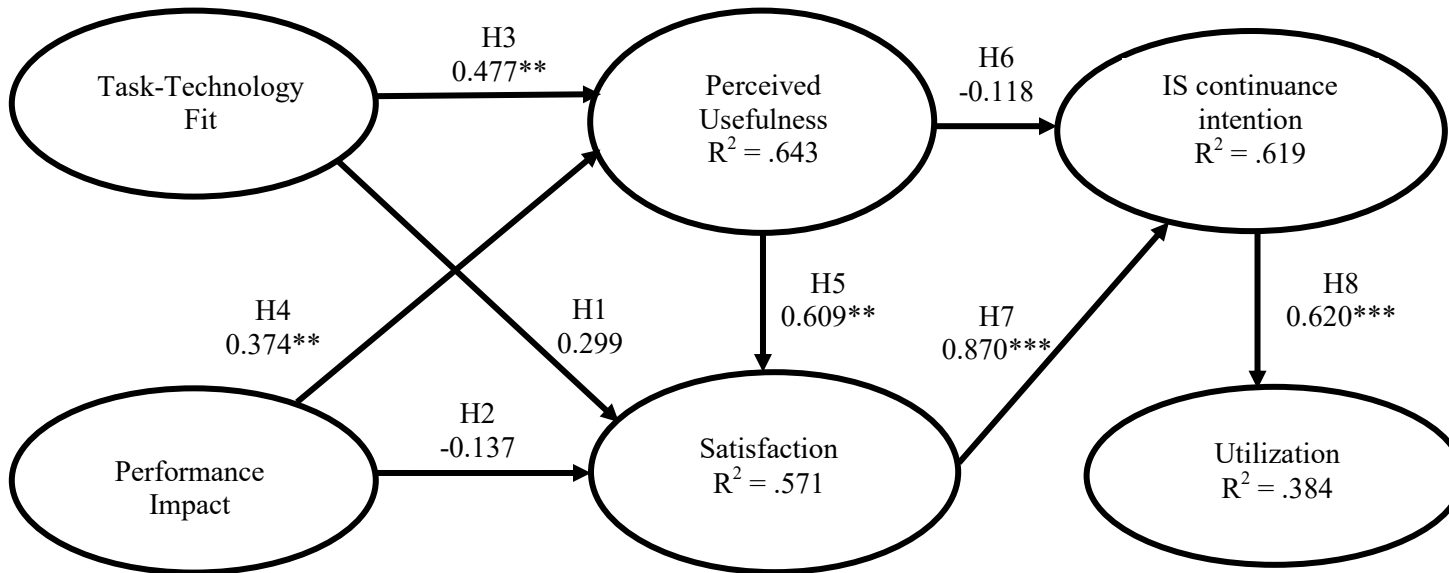 H3
0.477**
Task-Technology
Fit
Perceived
Usefulness
R² = .643
H6
-0.118
IS continuance
intention
R² = .619
H4
0.374**
H1
0.299
H5
0.609**
H7
0.870***
H8
0.620***
Performance
Impact
H2
-0.137
Satisfaction
R² = .571
Utilization
R² = .384